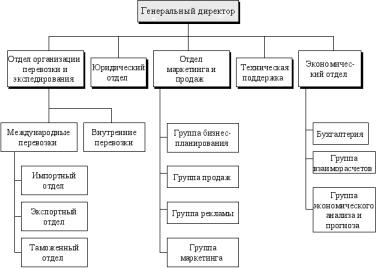 Генеральный директор
Отдел организации
перевозки и
экспедирования
Юридический
отдел
Отдел
маркетинга и
продаж
Техническая
поддержка
Экономичес-
кий отдел
Международные
перевозки
Внутренние
перевозки
Импортный
отдел
Экспортный
отдел
Таможенный
отдел
Группа бизнес-
планирования
Группа продаж
Группа рекламы
Группа
маркетинга
Бухгалтерия
Группа
взаиморасчетов
Группа
экономического
анализа и
прогноза